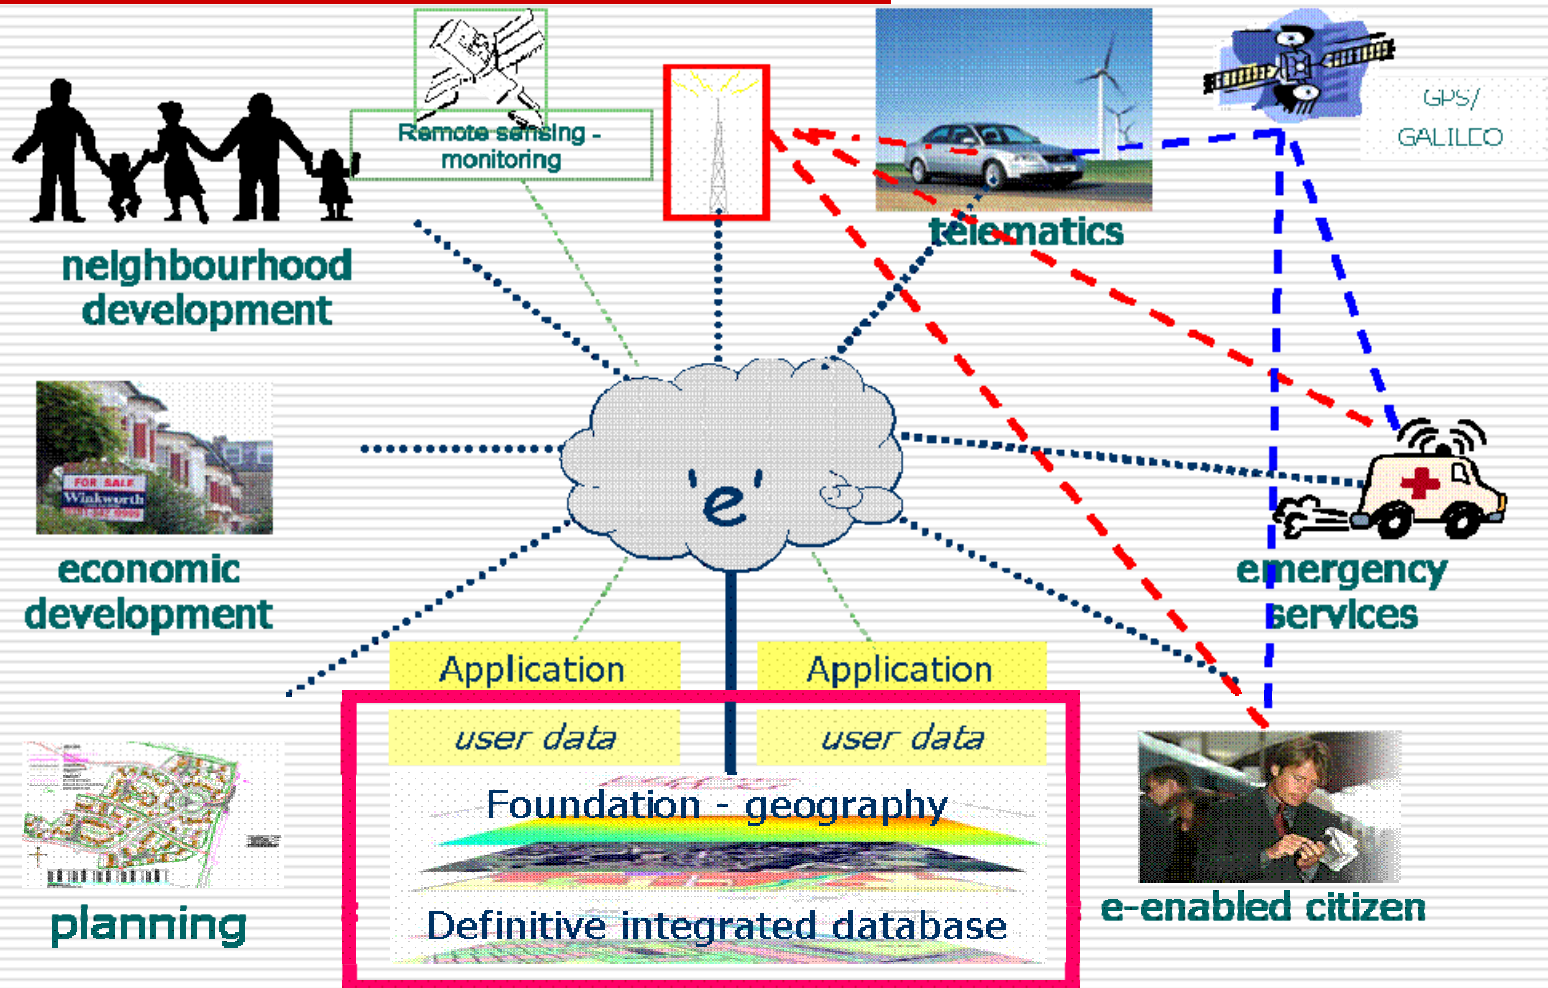 Remote sensing -
monitoring
GPS/
GALILEO
telematics
neighbourhood
development
FOR SALE
Winkworth
economic
development
'e'
emergency
services
Application
Application
user data
user data
Foundation - geography
Definitive integrated database
planning
e-enabled citizen